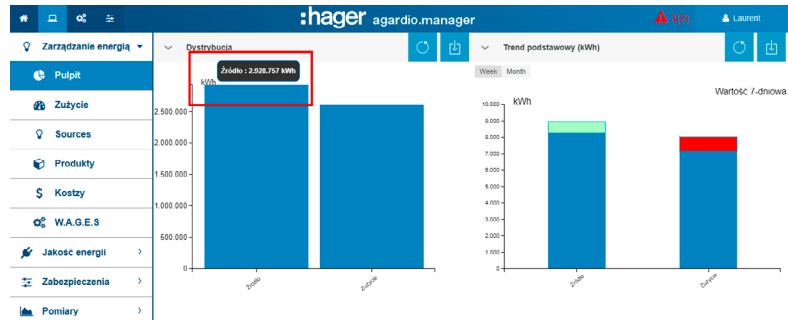 :hager agardio.manager
Laurent
Zarządzanie energią
Pulpit
Zużycie
Sources
Produkty
Kostzy
W.A.G.E.S
Jakość energii
Zabezpieczenia
Pomiary
Dystrybucja
Źródło : 2.928.757 kWh
kWh
2.500.000
2.000.000
1.500.000
1.000.000
500.000
0
Źródło
Zużycie
Trend podstawowy (kWh)
Week Month
Wartość 7-dniowa
kWh
10.000
9.000
8.000
7.000
6.000
5.000
4.000
3.000
2.000
1.000
0
Źródło
Zużycie